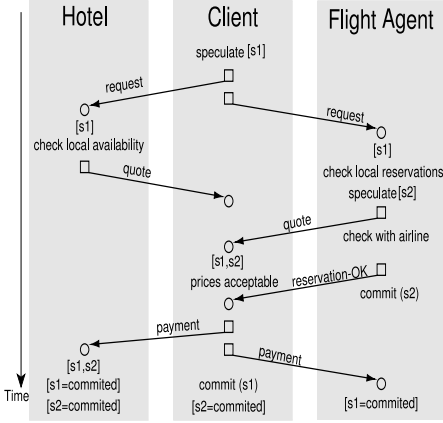 Hotel
Client
Flight Agent
speculate [s1]
request
request
[s1]
check local availability
[s1]
check local reservations
quote
speculate[s2]
quote
check with airline
[s1,s2]
prices acceptable
reservation-OK
commit (s2)
payment
payment
[s1,s2]
Time
[s1=commited]
commit (s1)
[s1=commited]
[s2=commited]
[s2=commited]